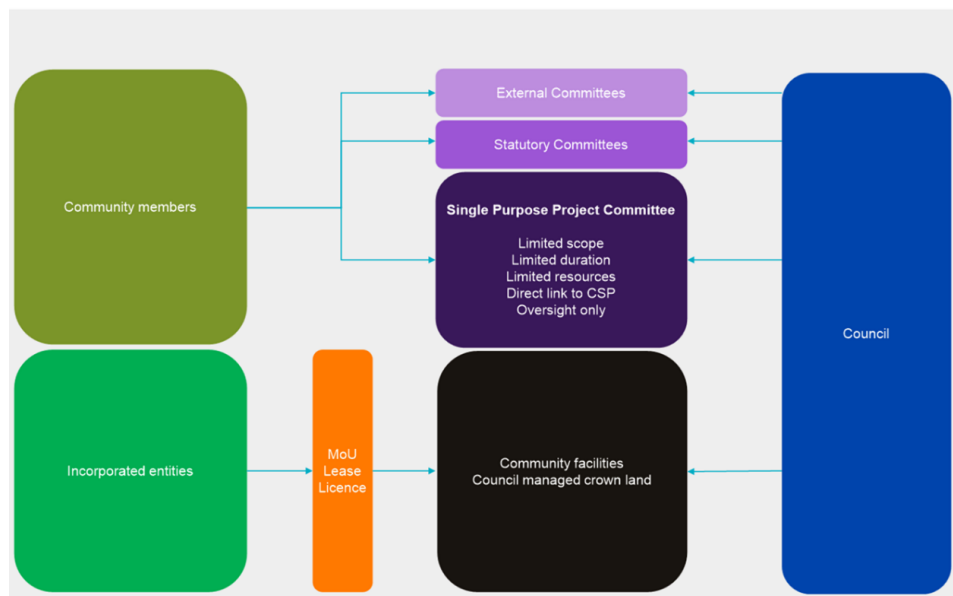 External Committees
Statutory Committees
Community members
Single Purpose Project Committee
Limited scope
Limited duration
Limited resources
Direct link to CSP
Oversight only
Council
Incorporated entities
MoU
Lease
Licence
Community facilities
Council managed crown land